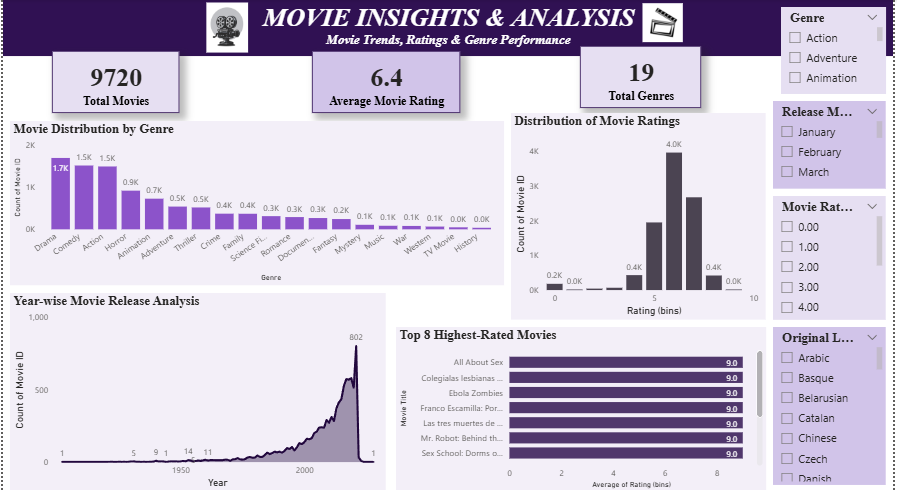 MOVIE INSIGHTS & ANALYSIS
Movie Trends, Ratings & Genre Performance
9720
Total Movies
6.4
Average Movie Rating
19
Total Genres
Genre
Action
Adventure
Animation
Release M...
January
February
March
Movie Rat...
0.00
1.00
2.00
3.00
4.00
Original L...
Arabic
Basque
Belarusian
Catalan
Chinese
Czech
Danish
Movie Distribution by Genre
Count of Movie ID
2K
1K
0K
1.7K
1.5K
1.5K
0.9K
0.7K
0.5K
0.5K
0.4K
0.4K
0.3K
0.3K
0.3K
0.2K
0.1K
0.1K
0.1K
0.1K
0.0K
0.0K
Drama
Comedy
Action
Horror
Animation
Adventure
Thriller
Crime
Family
Science Fi...
Romance
Documen...
Fantasy
Mystery
Music
War
Western
TV Movie
History
Genre
Distribution of Movie Ratings
Count of Movie ID
4K
3K
2K
1K
0K
0.2K
0.0K
0.4K
4.0K
0.4K
0.0K
0
5
10
Rating (bins)
Year-wise Movie Release Analysis
Count of Movie ID
1,000
500
0
1
5
9
1
14
11
802
1
1950
2000
Year
Top 8 Highest-Rated Movies
Movie Title
All About Sex
9.0
Colegialas lesbianas ...
9.0
Ebola Zombies
9.0
Franco Escamilla: Por...
9.0
Las tres muertes de ...
9.0
Mr. Robot: Behind th...
9.0
Sex School: Dorms o...
9.0
0
2
4
6
8
Average of Rating (bins)